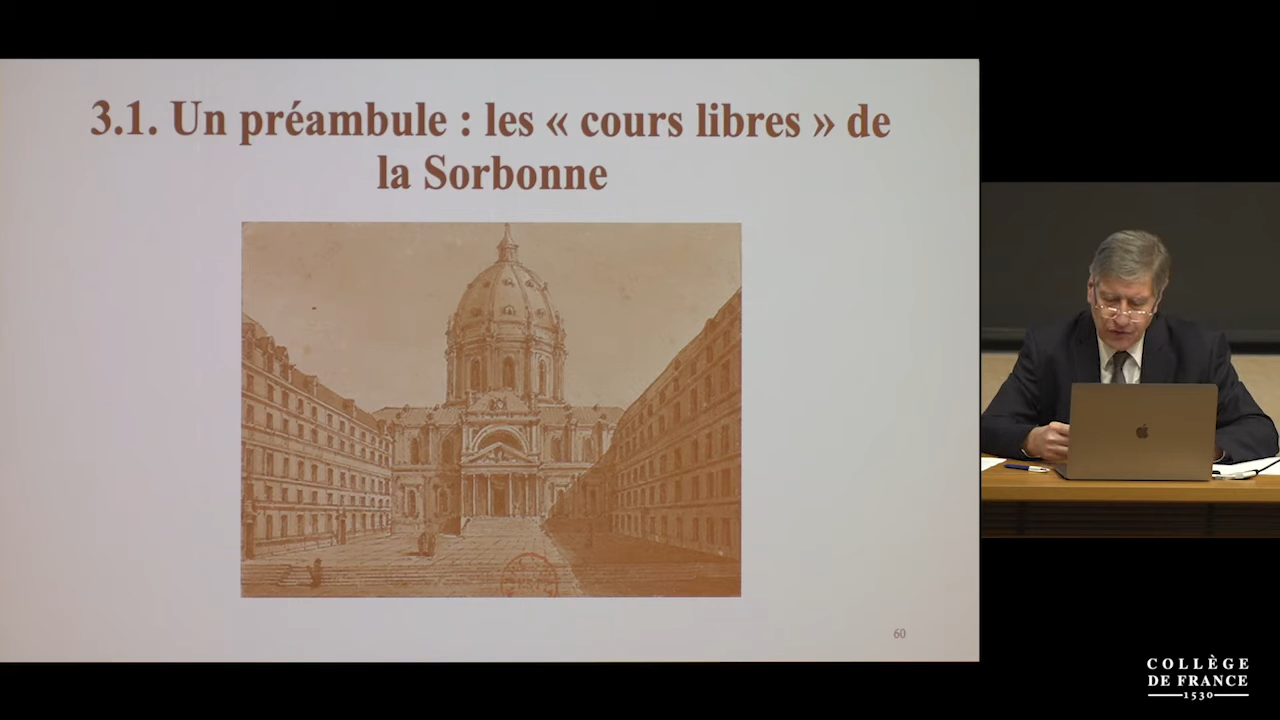 3.1. Un préambule : les « cours libres » de
la Sorbonne
60
COLLÈGE
DE FRANCE
1530